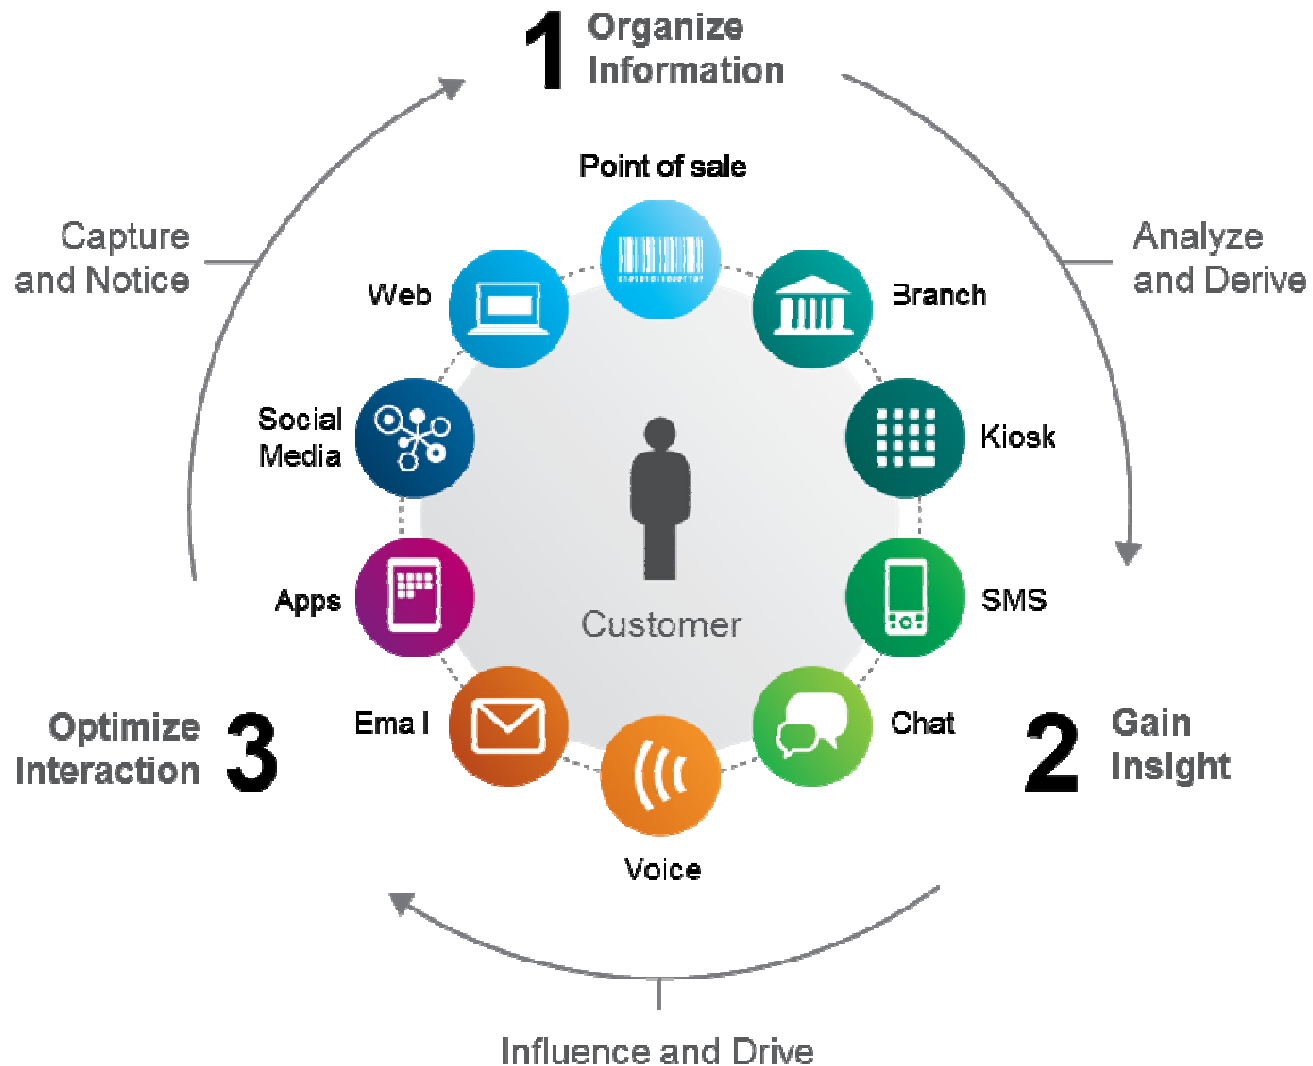 1 Organize
Information
Point of sale
Capture
and Notice
Analyze
and Derive
Web
Branch
Social
Media
Kiosk
Apps
SMS
Customer
Optimize
Interaction 3
Email
Chat
2 Gain
Insight
Voice
Influence and Drive